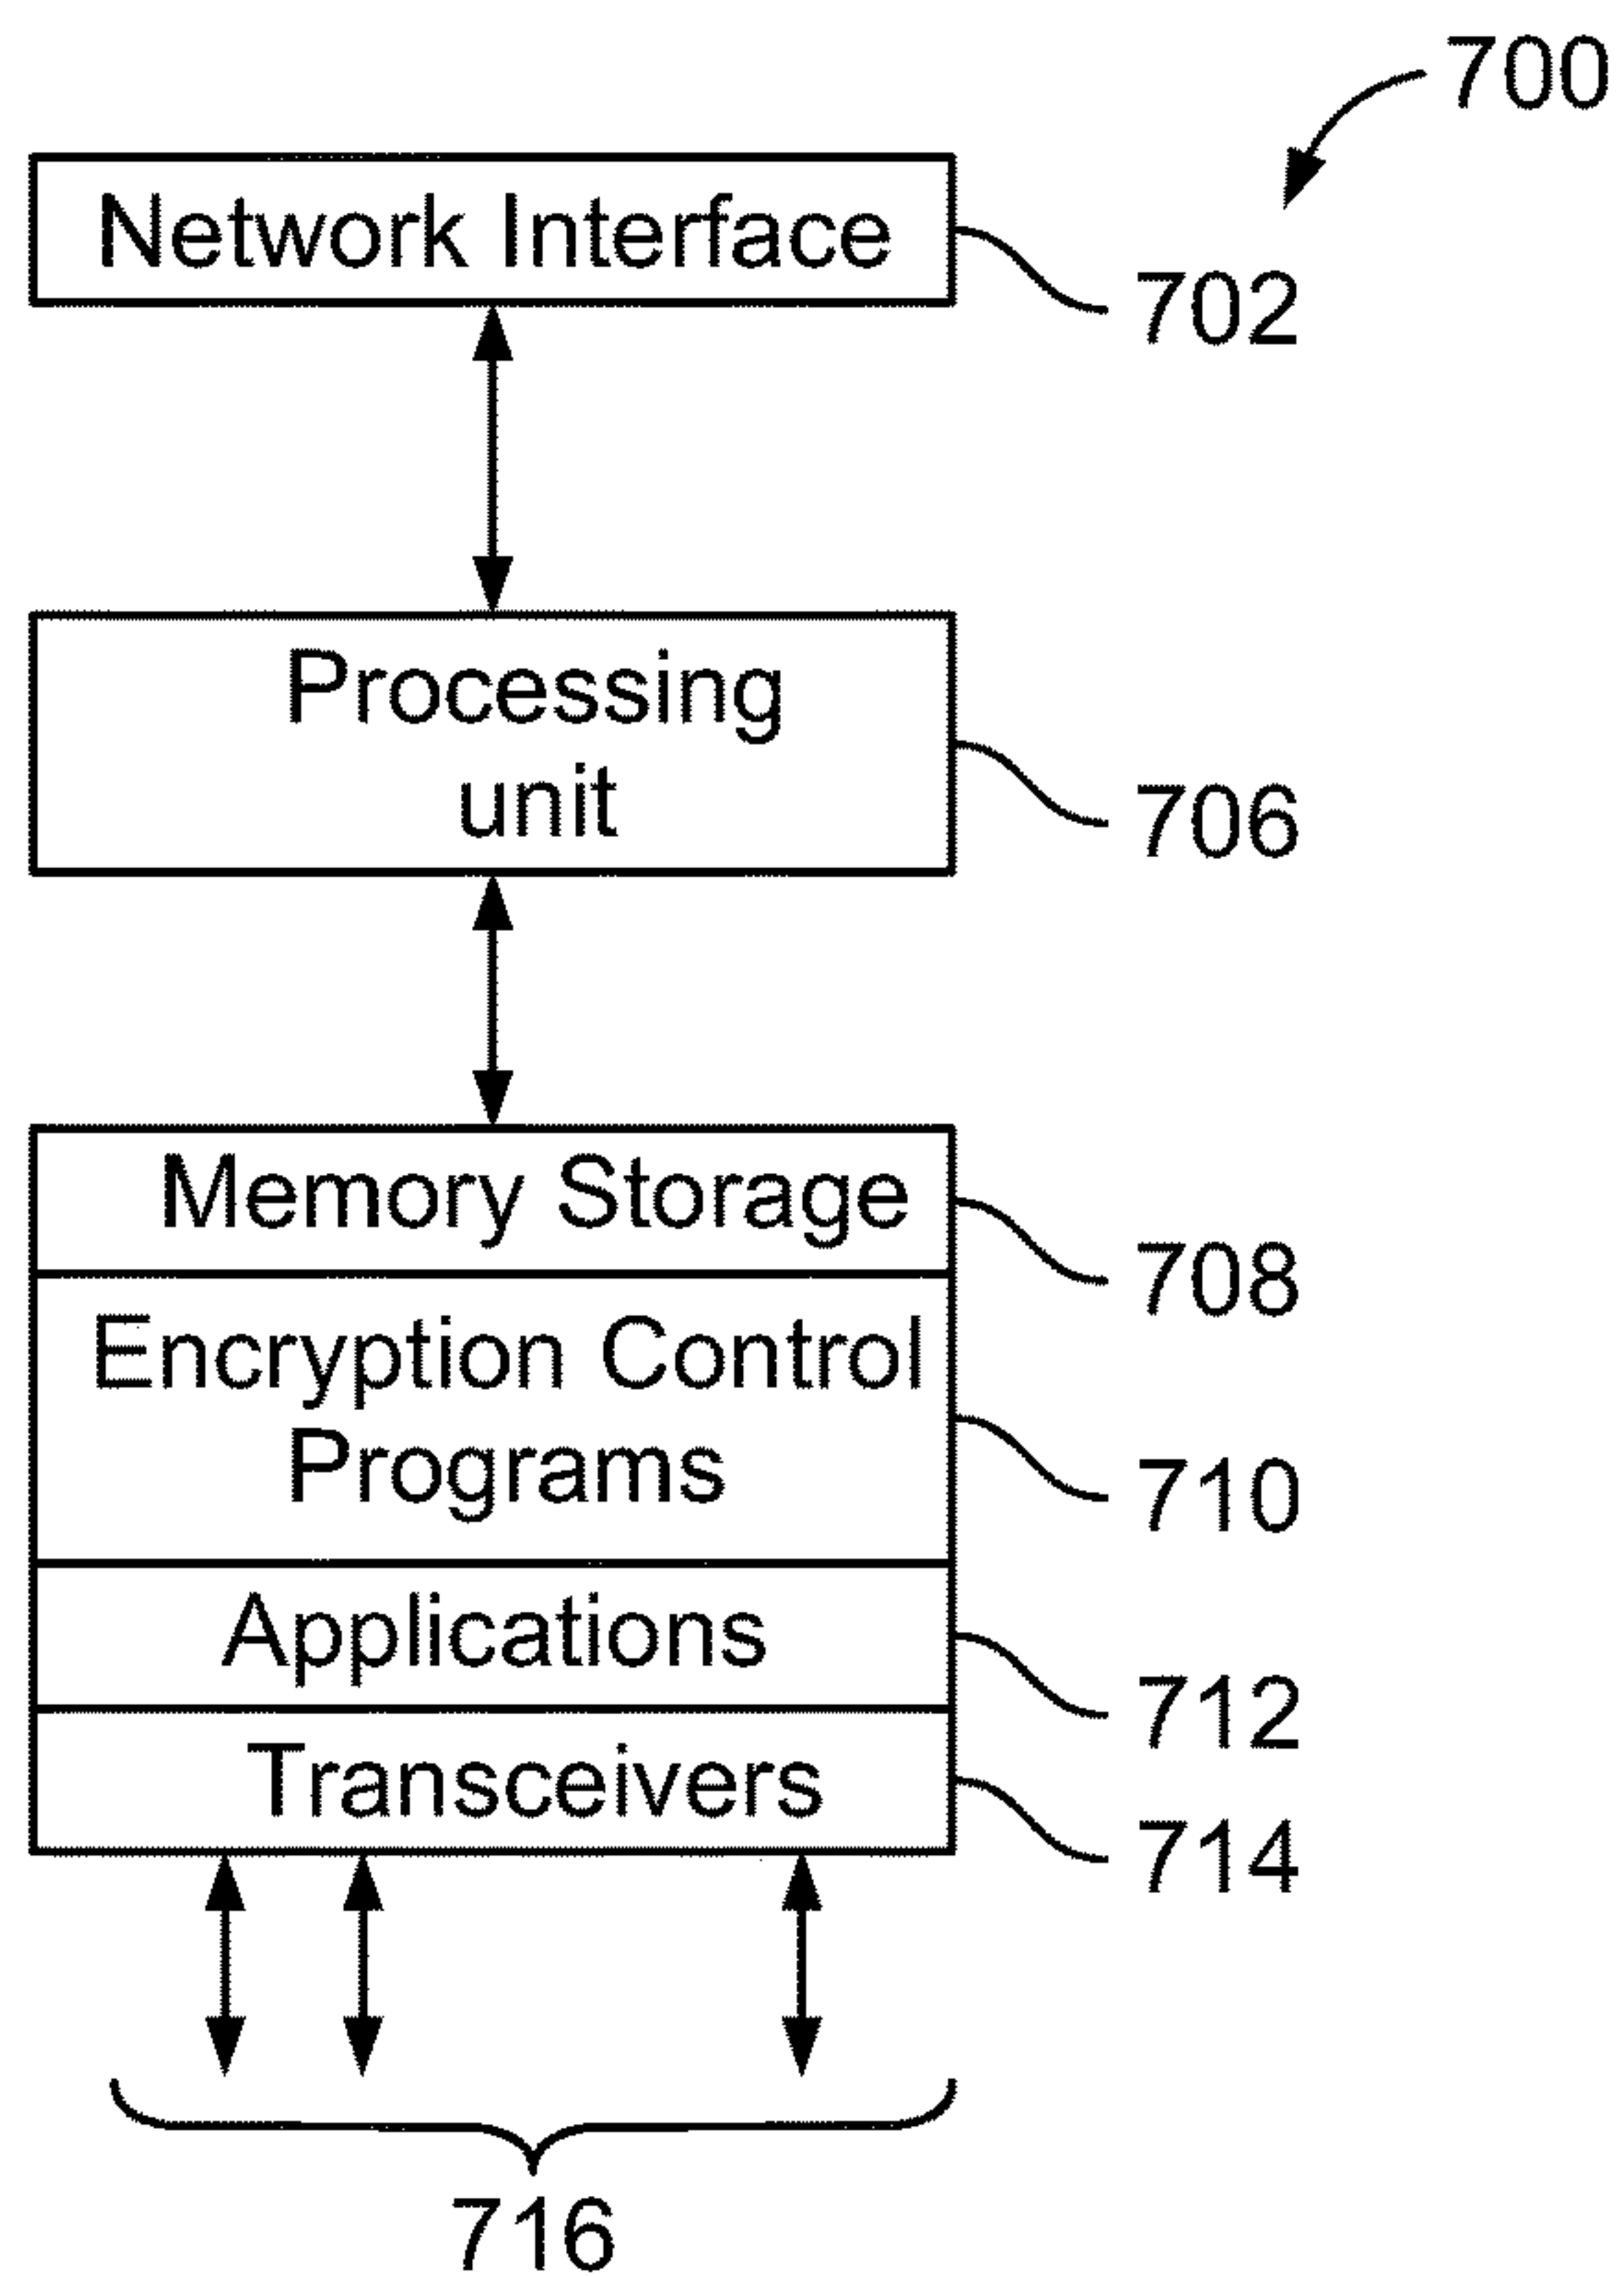 700
Network Interface
702
Processing
unit
706
Memory Storage
708
Encryption Control
Programs
710
Applications
712
Transceivers
714
716